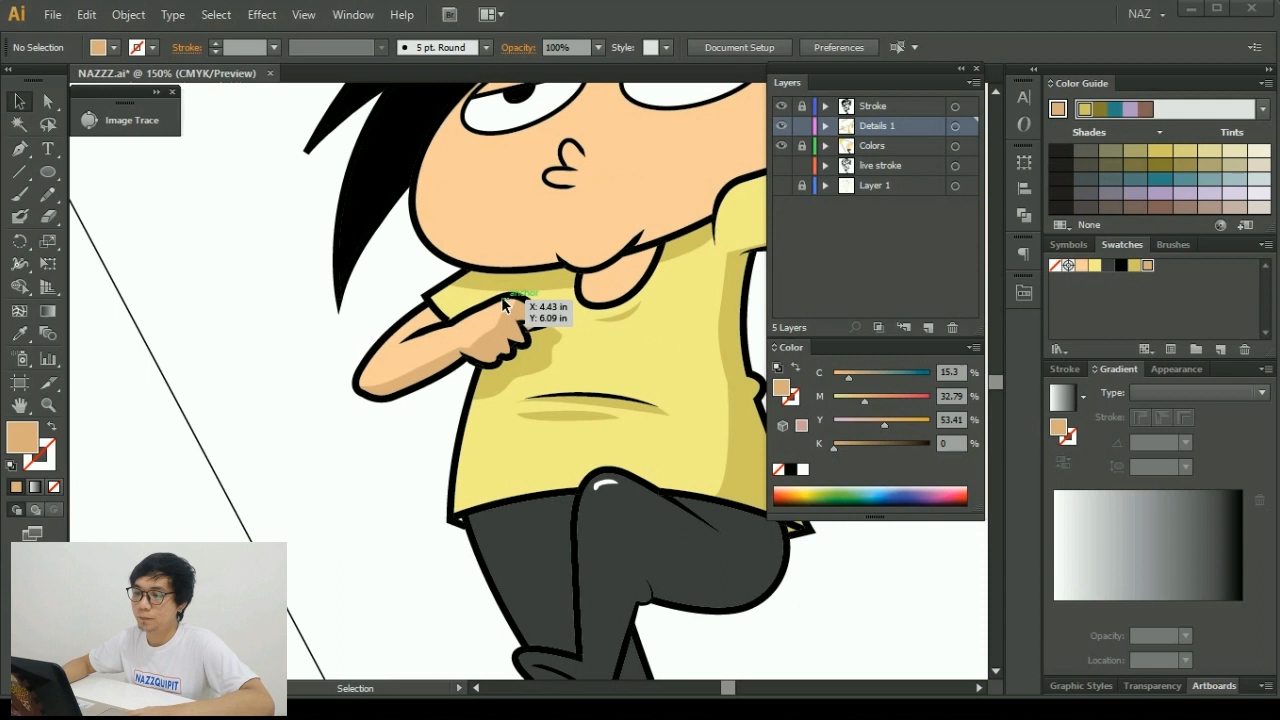 Ai File Edit Object Type Select Effect View Window Help Br NAZ
No Selection Stroke: 5 pt. Round Opacity: 100% Style: Document Setup Preferences
NAZZZ.ai* @ 150% (CMYK/Preview) ×
Image Trace
Layers
Stroke
Details 1
Colors
live stroke
Layer 1
5 Layers
Color
C 15.3 %
M 32.79 %
Y 53.41 %
K 0 %
Color Guide
Shades Tints
None
Symbols Swatches Brushes
Stroke Gradient Appearance
Type:
Stroke:
Opacity:
Location:
Graphic Styles Transparency Artboards
anchor
X: 4.43 in
Y: 6.09 in
NAZZQUIPIT
Selection